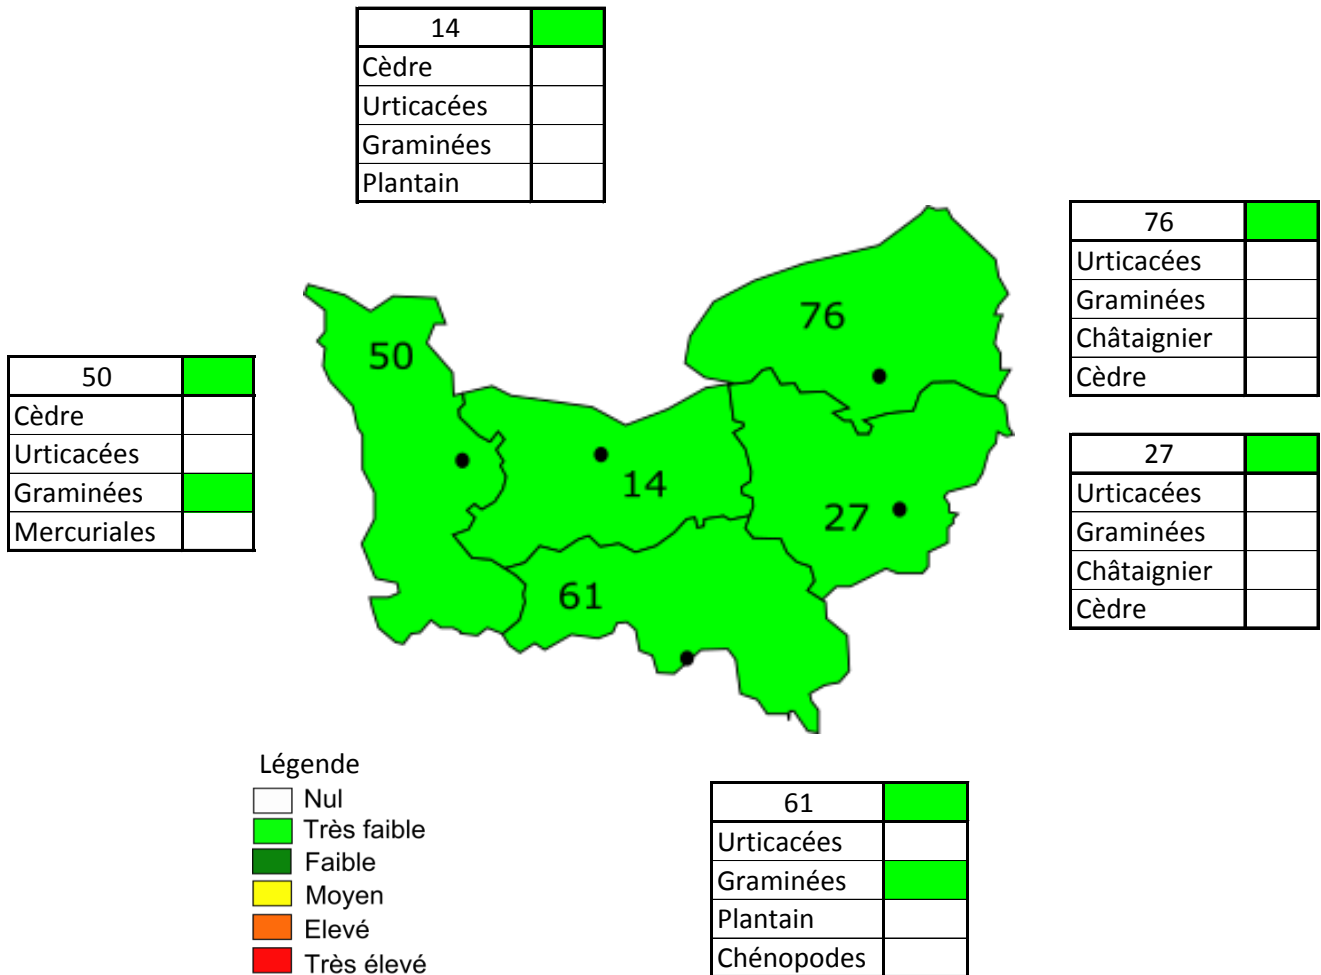 14
Cèdre
Urticacées
Graminées
Plantain
76
Urticacées
Graminées
Châtaignier
Cèdre
50
Cèdre
Urticacées
Graminées
Mercuriales
27
Urticacées
Graminées
Châtaignier
Cèdre
76
50
14
27
61
Légende
Nul
Très faible
Faible
Moyen
Elevé
Très élevé
61
Urticacées
Graminées
Plantain
Chénopodes